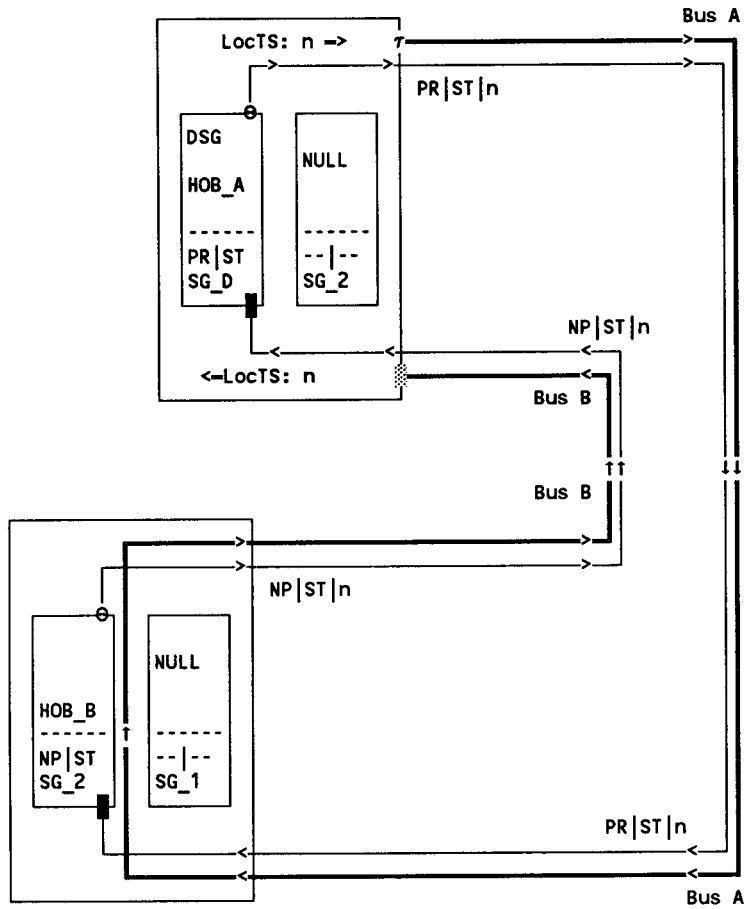 Bus A
LocTS: n => τ
PR|ST|n
DSG
HOB_A
------
PR|ST
SG_D
NULL
------
--|--
SG_2
NP|ST|n
<=LocTS: n
Bus B
↑↑
↓↓
Bus B
NP|ST|n
HOB_B
------
NP|ST
SG_2
↑
NULL
------
--|--
SG_1
PR|ST|n
Bus A